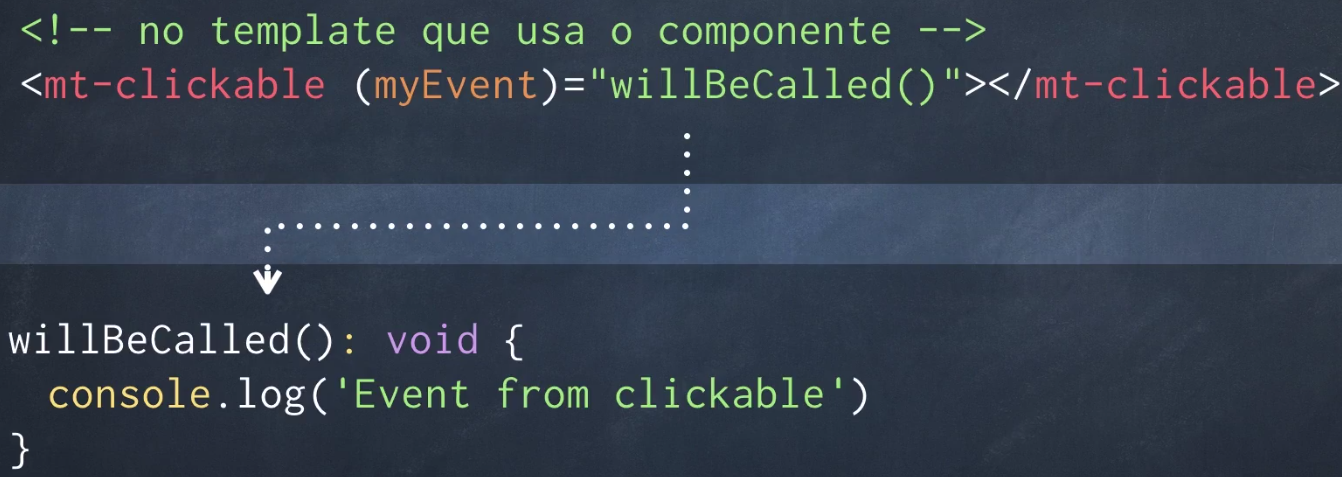 <!-- no template que usa o componente -->
<mt-clickable (myEvent)="willBeCalled()"></mt-clickable>
willBeCalled(): void {
  console.log('Event from clickable')
}